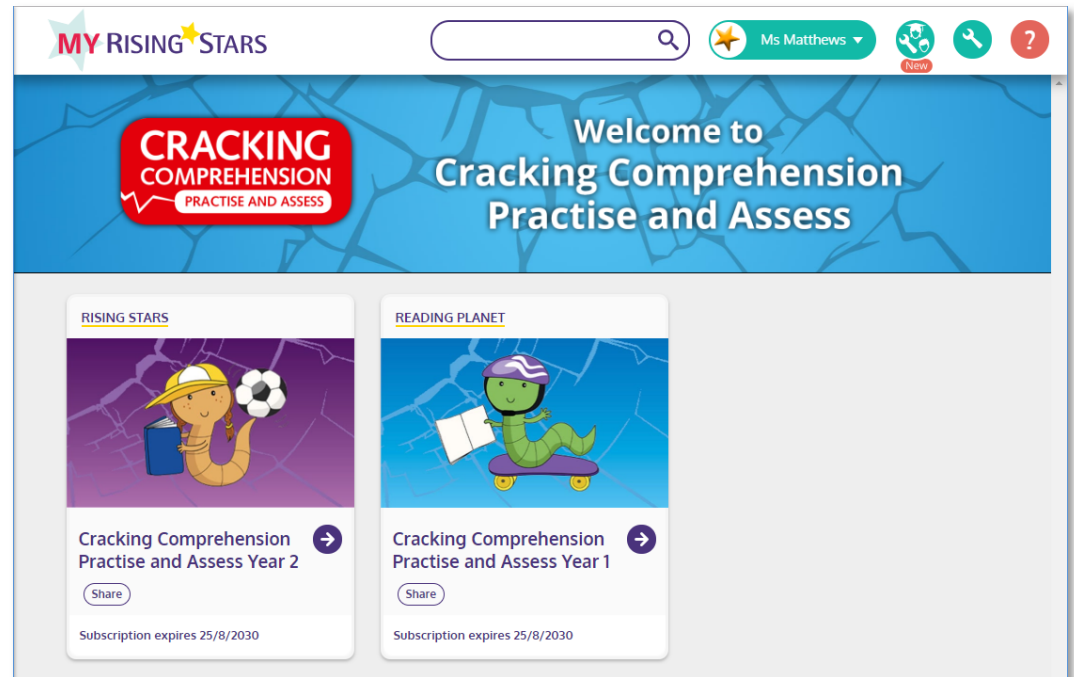 MY RISING STARS
Ms Matthews
New
?
CRACKING
COMPREHENSION
PRACTISE AND ASSESS
Welcome to
Cracking Comprehension
Practise and Assess
RISING STARS
Cracking Comprehension
Practise and Assess Year 2
Share
Subscription expires 25/8/2030
READING PLANET
Cracking Comprehension
Practise and Assess Year 1
Share
Subscription expires 25/8/2030